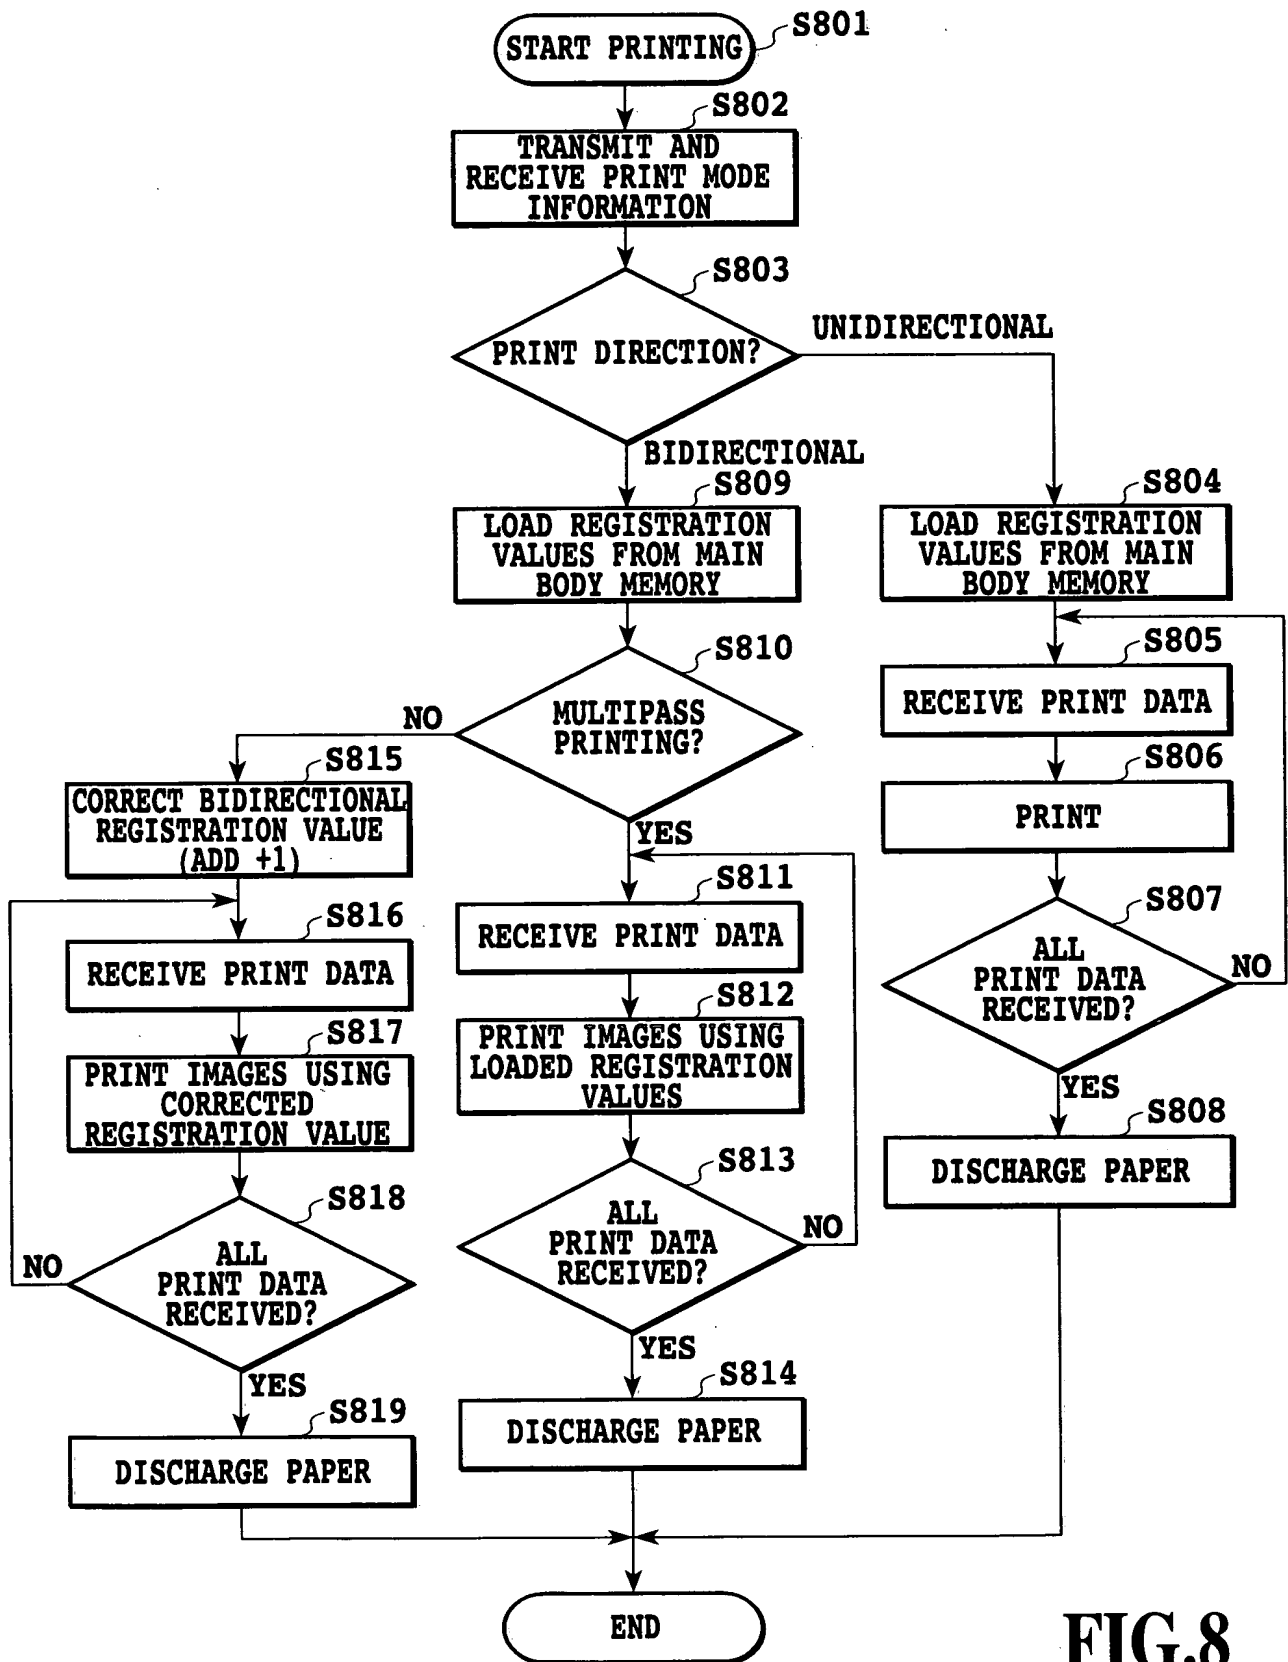 S801
START PRINTING
S802
TRANSMIT AND
RECEIVE PRINT MODE
INFORMATION
S803
PRINT DIRECTION?
UNIDIRECTIONAL
BIDIRECTIONAL
S809
LOAD REGISTRATION
VALUES FROM MAIN
BODY MEMORY
S804
LOAD REGISTRATION
VALUES FROM MAIN
BODY MEMORY
S810
MULTIPASS
PRINTING?
NO
YES
S805
RECEIVE PRINT DATA
S806
PRINT
S807
ALL
PRINT DATA
RECEIVED?
NO
YES
S808
DISCHARGE PAPER
S815
CORRECT BIDIRECTIONAL
REGISTRATION VALUE
(ADD +1)
S816
RECEIVE PRINT DATA
S817
PRINT IMAGES USING
CORRECTED
REGISTRATION VALUE
S818
ALL
PRINT DATA
RECEIVED?
NO
YES
S819
DISCHARGE PAPER
S811
RECEIVE PRINT DATA
S812
PRINT IMAGES USING
LOADED REGISTRATION
VALUES
S813
ALL
PRINT DATA
RECEIVED?
NO
YES
S814
DISCHARGE PAPER
END
FIG.8